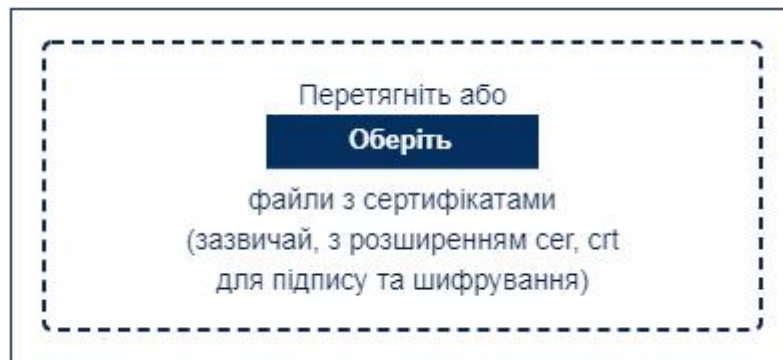 Перетягніть або
Оберіть
файли з сертифікатами
(зазвичай, з розширенням cer, crt
для підпису та шифрування)